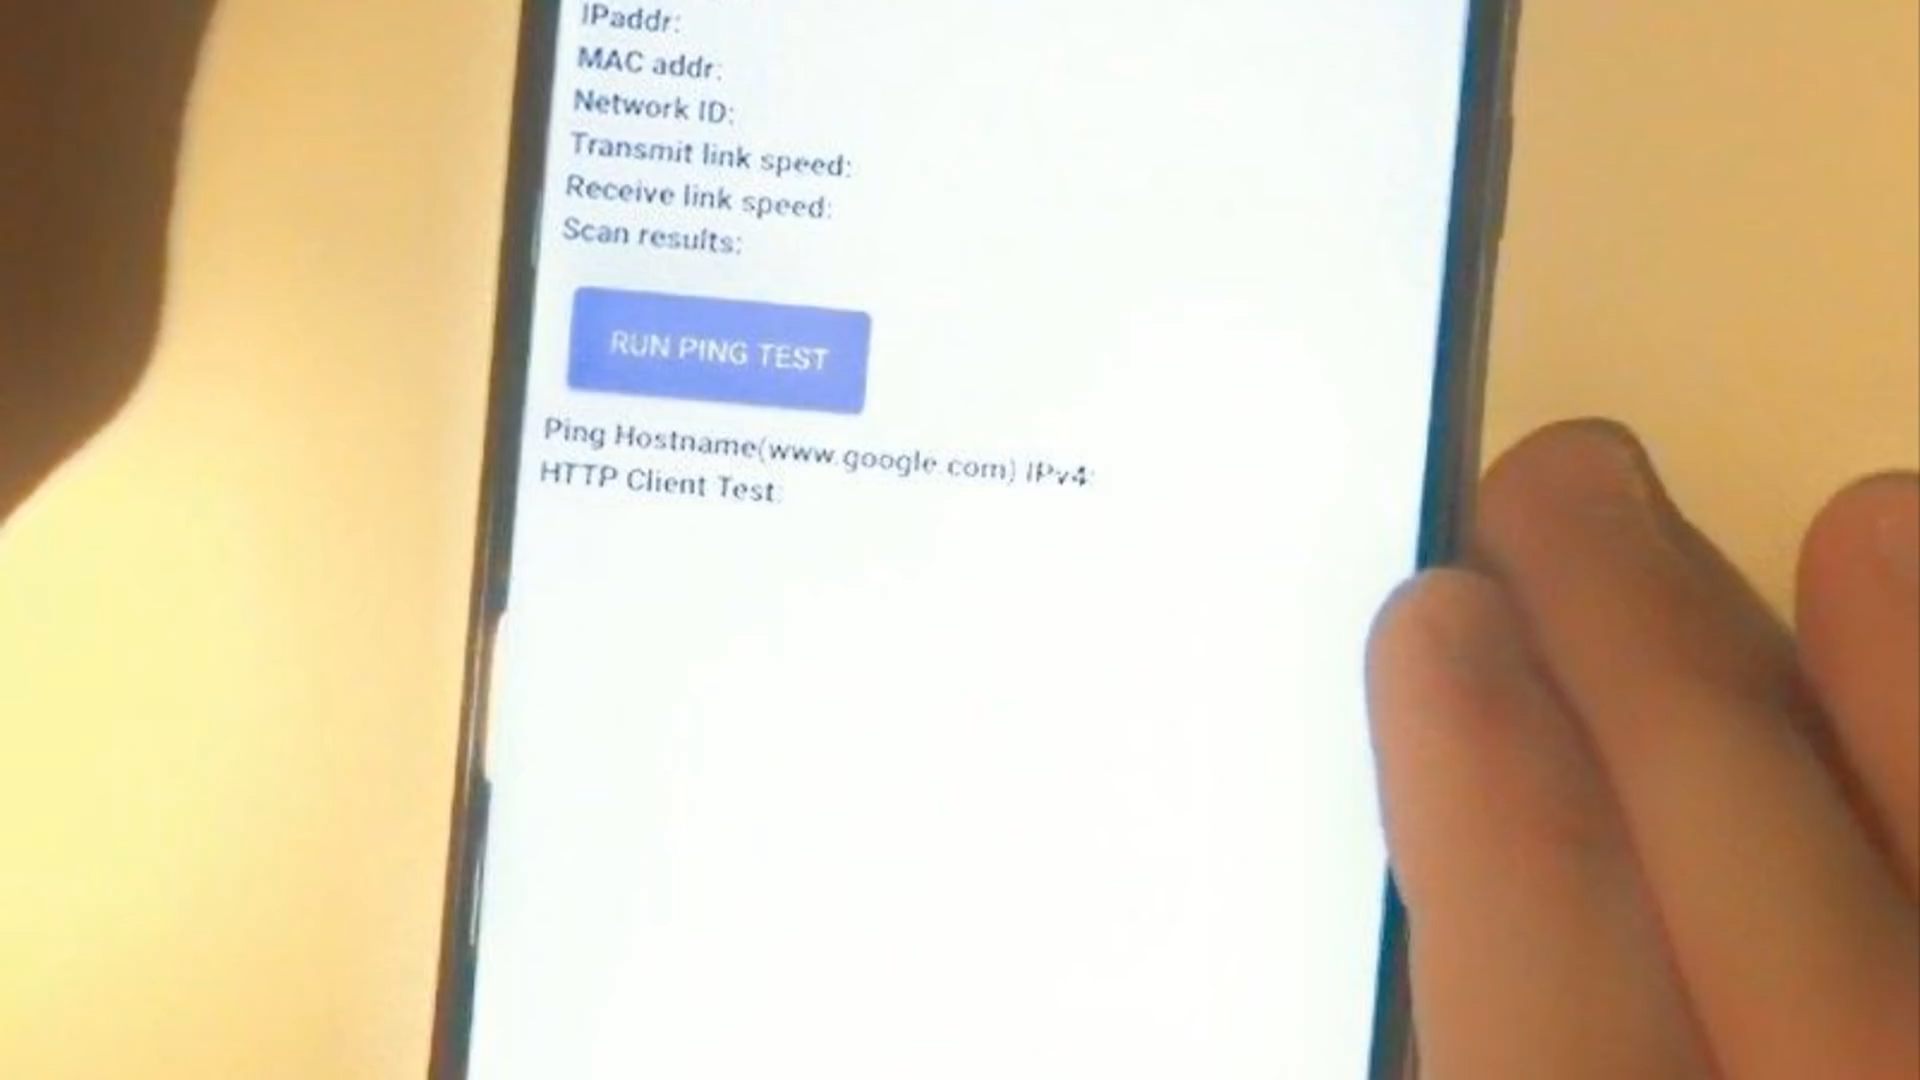 IPaddr:
MAC addr:
Network ID:
Transmit link speed:
Receive link speed:
Scan results:
RUN PING TEST
Ping Hostname(www.google.com) IPv4:
HTTP Client Test: